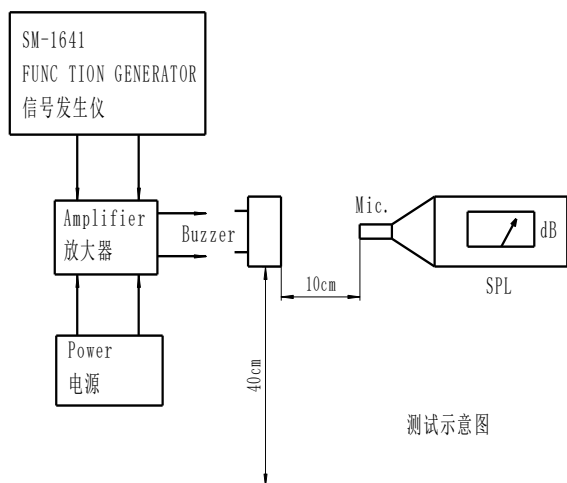 SM-1641
FUNC TION GENERATOR
信号发生仪
Amplifier
放大器
Buzzer
Mic.
dB
SPL
10cm
Power
电源
40cm
测试示意图